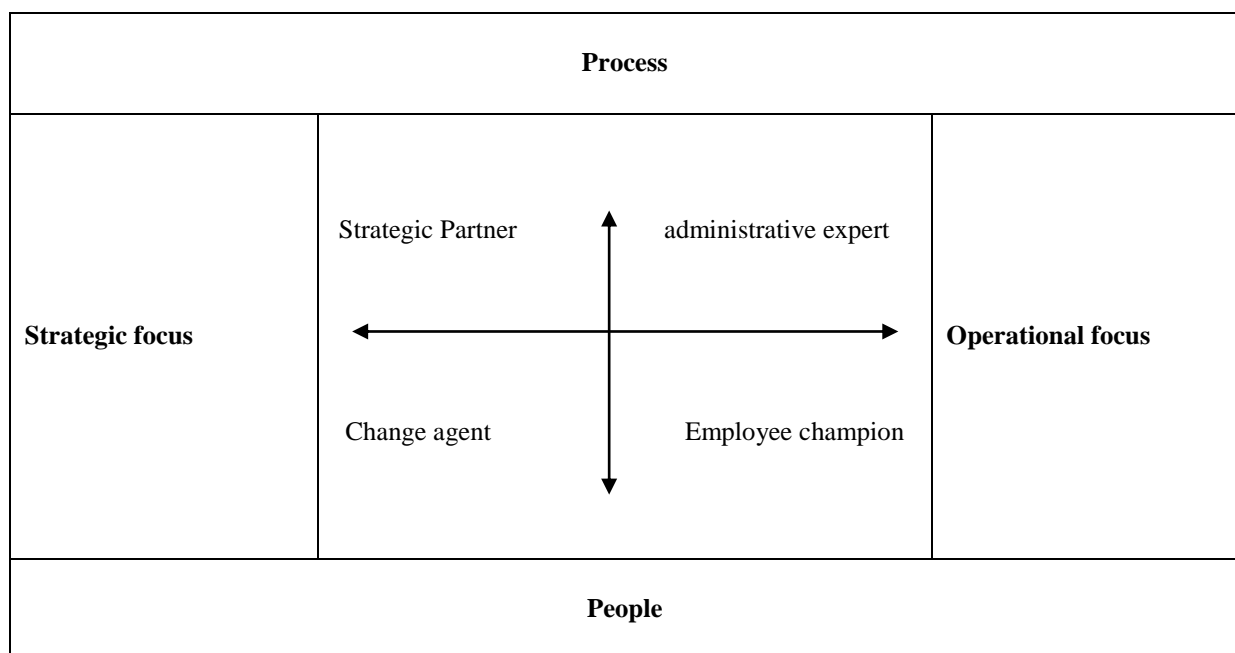 Process
Strategic Partner administrative expert
Strategic focus Operational focus
Change agent Employee champion
People